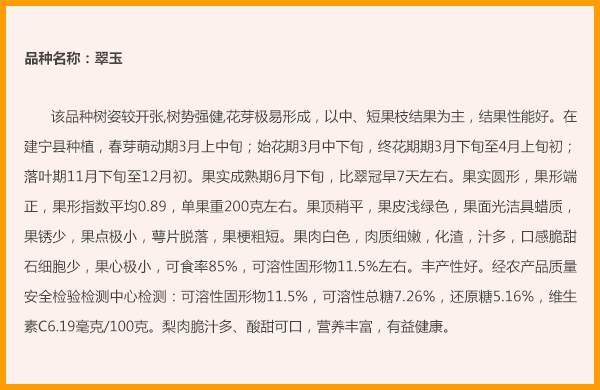 品种名称：翠玉
该品种树姿较开张,树势强健,花芽极易形成，以中、短果枝结果为主，结果性能好。在
建宁县种植，春芽萌动期3月上中旬；始花期3月中下旬，终花期期3月下旬至4月上旬初；
落叶期11月下旬至12月初。果实成熟期6月下旬，比翠冠早7天左右。果实圆形，果形端
正，果形指数平均0.89，单果重200克左右。果顶稍平，果皮浅绿色，果面光洁具蜡质，
果锈少，果点极小，萼片脱落，果梗粗短。果肉白色，肉质细嫩，化渣，汁多，口感脆甜
石细胞少，果心极小，可食率85%，可溶性固形物11.5%左右。丰产性好。经农产品质量
安全检验检测中心检测：可溶性固形物11.5%，可溶性总糖7.26%，还原糖5.16%，维生
素C6.19毫克/100克。梨肉脆汁多、酸甜可口，营养丰富，有益健康。